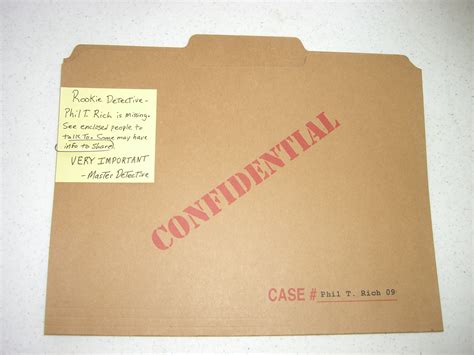 Rookie Detective-
Phil T. Rich is missing.
See enclosed people to
talk to. Some may have
info to share!
VERY IMPORTANT
- Master Detective
CONFIDENTIAL
CASE # Phil T. Rich 09